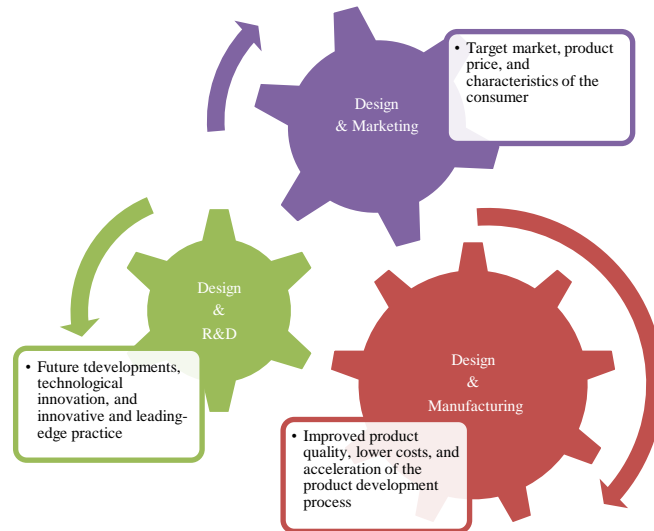 Design
& Marketing
• Target market, product
price, and
characteristics of the
consumer
Design
&
R&D
• Future tdevelopments,
technological
innovation, and
innovative and leading-
edge practice
Design
&
Manufacturing
• Improved product
quality, lower costs, and
acceleration of the
product development
process